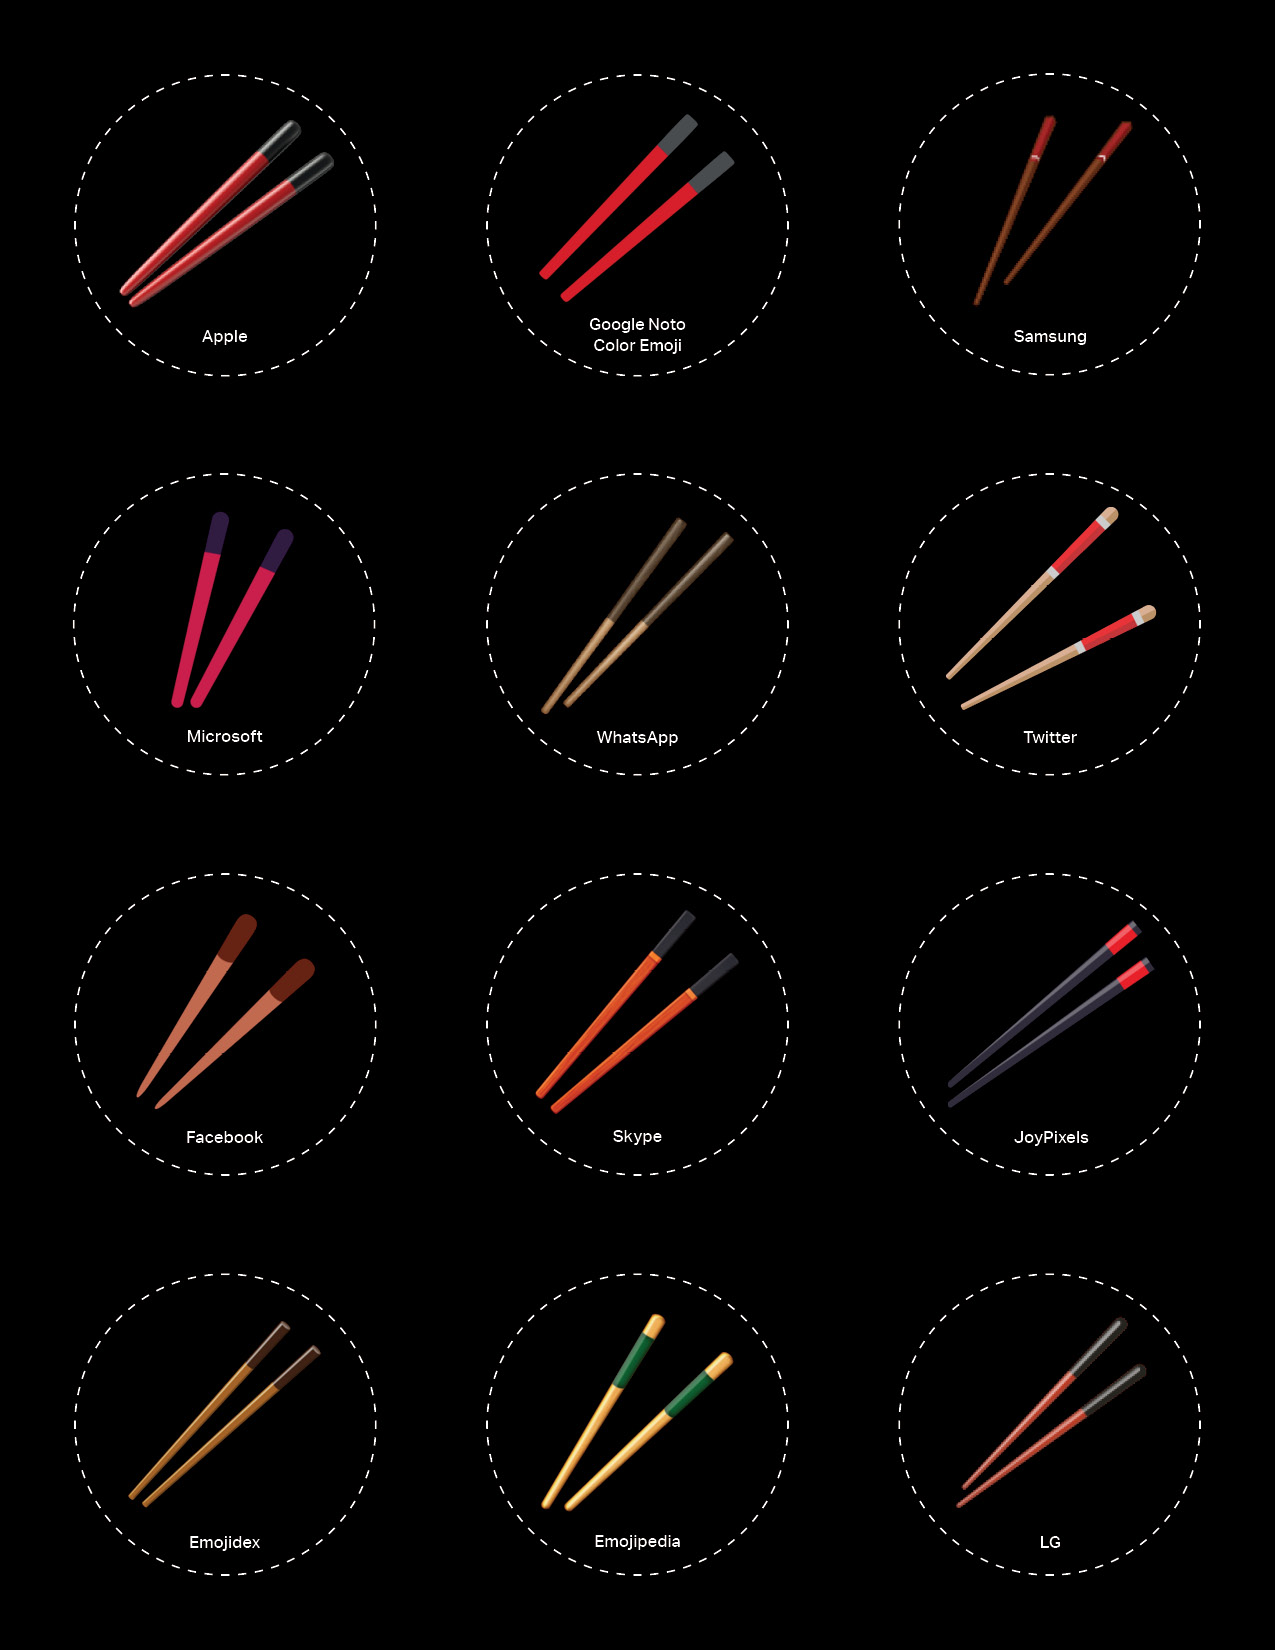 Apple
Google Noto
Color Emoji
Samsung
Microsoft
WhatsApp
Twitter
Facebook
Skype
JoyPixels
Emojidex
Emojipedia
LG